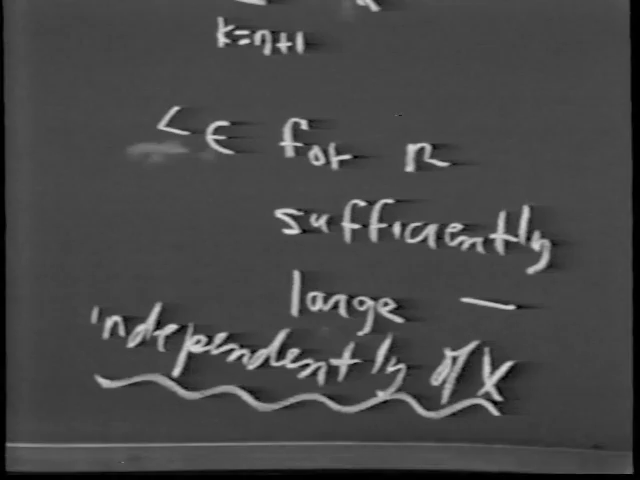 k=n+1
< ε for n
sufficiently
large —
independently of x